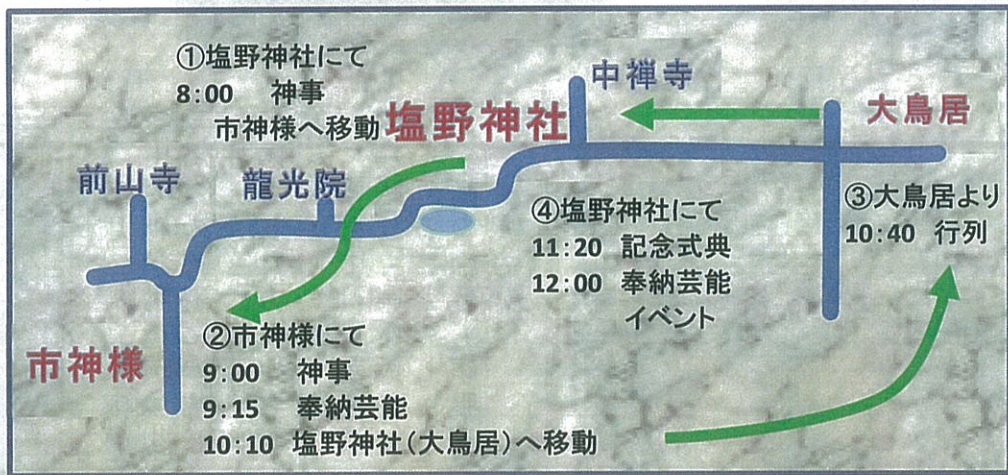 ①塩野神社にて
8:00 神事
市神様へ移動
塩野神社
中禅寺
大鳥居
前山寺
龍光院
③大鳥居より
10:40 行列
④塩野神社にて
11:20 記念式典
12:00 奉納芸能
イベント
②市神様にて
9:00 神事
9:15 奉納芸能
10:10 塩野神社(大鳥居)へ移動
市神様